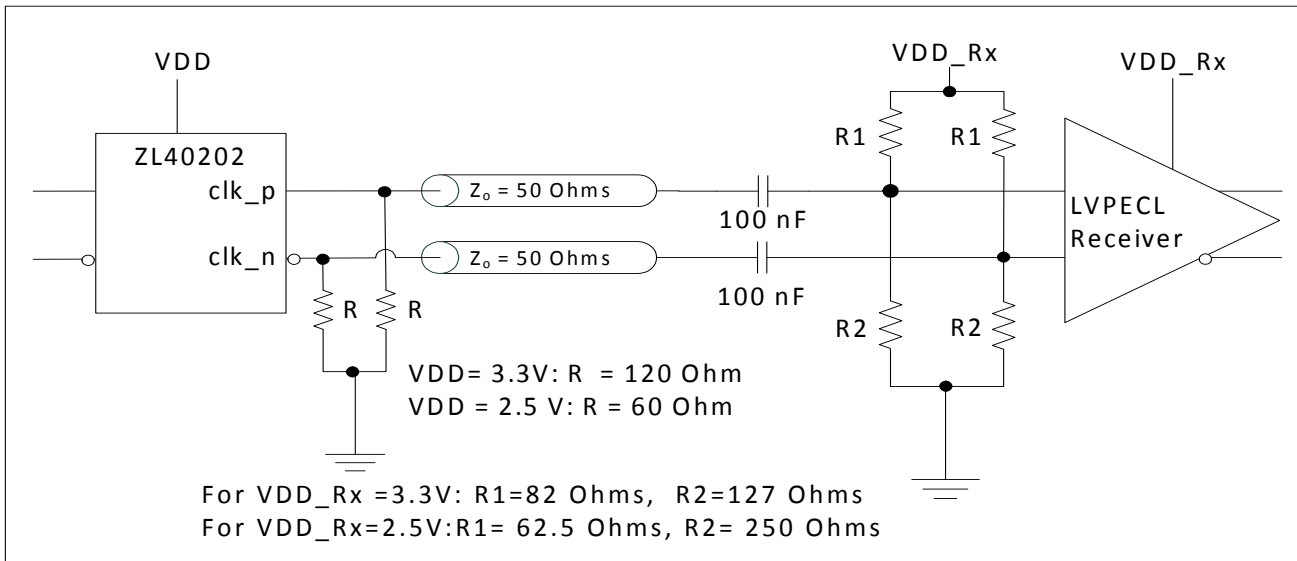 VDD
VDD_Rx
VDD_Rx
R1
R1
ZL40202
clk_p
Zₒ = 50 Ohms
100 nF
LVPECL
Receiver
clk_n
Zₒ = 50 Ohms
100 nF
R
R
R2
R2
VDD= 3.3V: R = 120 Ohm
VDD = 2.5 V: R = 60 Ohm
For VDD_Rx =3.3V: R1=82 Ohms, R2=127 Ohms
For VDD_Rx=2.5V:R1= 62.5 Ohms, R2= 250 Ohms